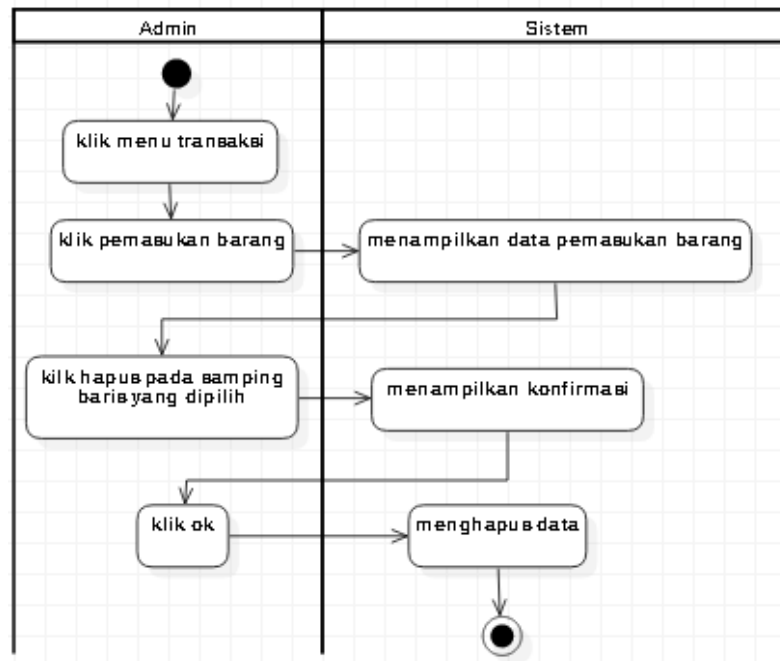 Admin
Sistem
klik menu transaksi
klik pemasukan barang
menampilkan data pemasukan barang
kilk hapus pada samping
baris yang dipilih
menampilkan konfirmasi
klik ok
menghapus data